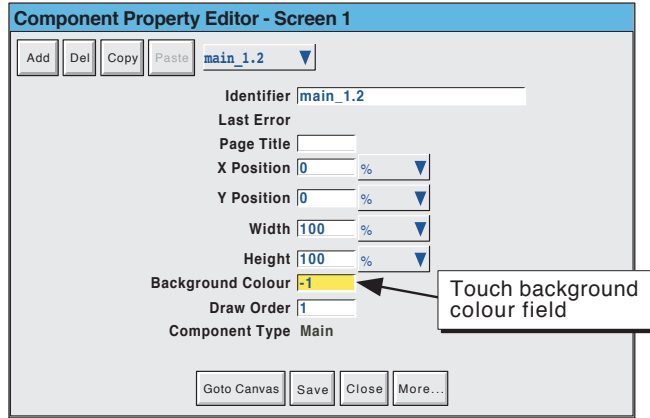 Component Property Editor - Screen 1
Add Del Copy Paste main_1.2
Identifier main_1.2
Last Error
Page Title
X Position 0 %
Y Position 0 %
Width 100 %
Height 100 %
Background Colour -1
Touch background
colour field
Draw Order 1
Component Type Main
Goto Canvas Save Close More...